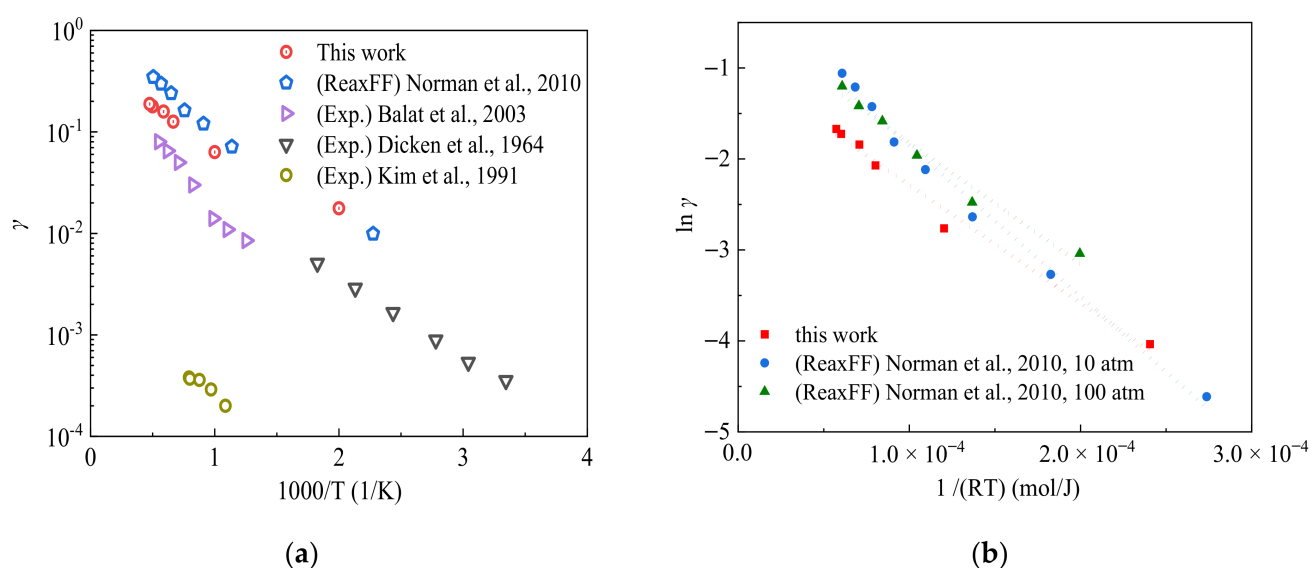 10⁰
10⁻¹
10⁻²
10⁻³
10⁻⁴
γ
This work
(ReaxFF) Norman et al., 2010
(Exp.) Balat et al., 2003
(Exp.) Dicken et al., 1964
(Exp.) Kim et al., 1991
0 1 2 3 4
1000/T (1/K)
(a)
−1
−2
−3
−4
−5
ln γ
this work
(ReaxFF) Norman et al., 2010, 10 atm
(ReaxFF) Norman et al., 2010, 100 atm
0.0 1.0 × 10⁻⁴ 2.0 × 10⁻⁴ 3.0 × 10⁻⁴
1 /(RT) (mol/J)
(b)